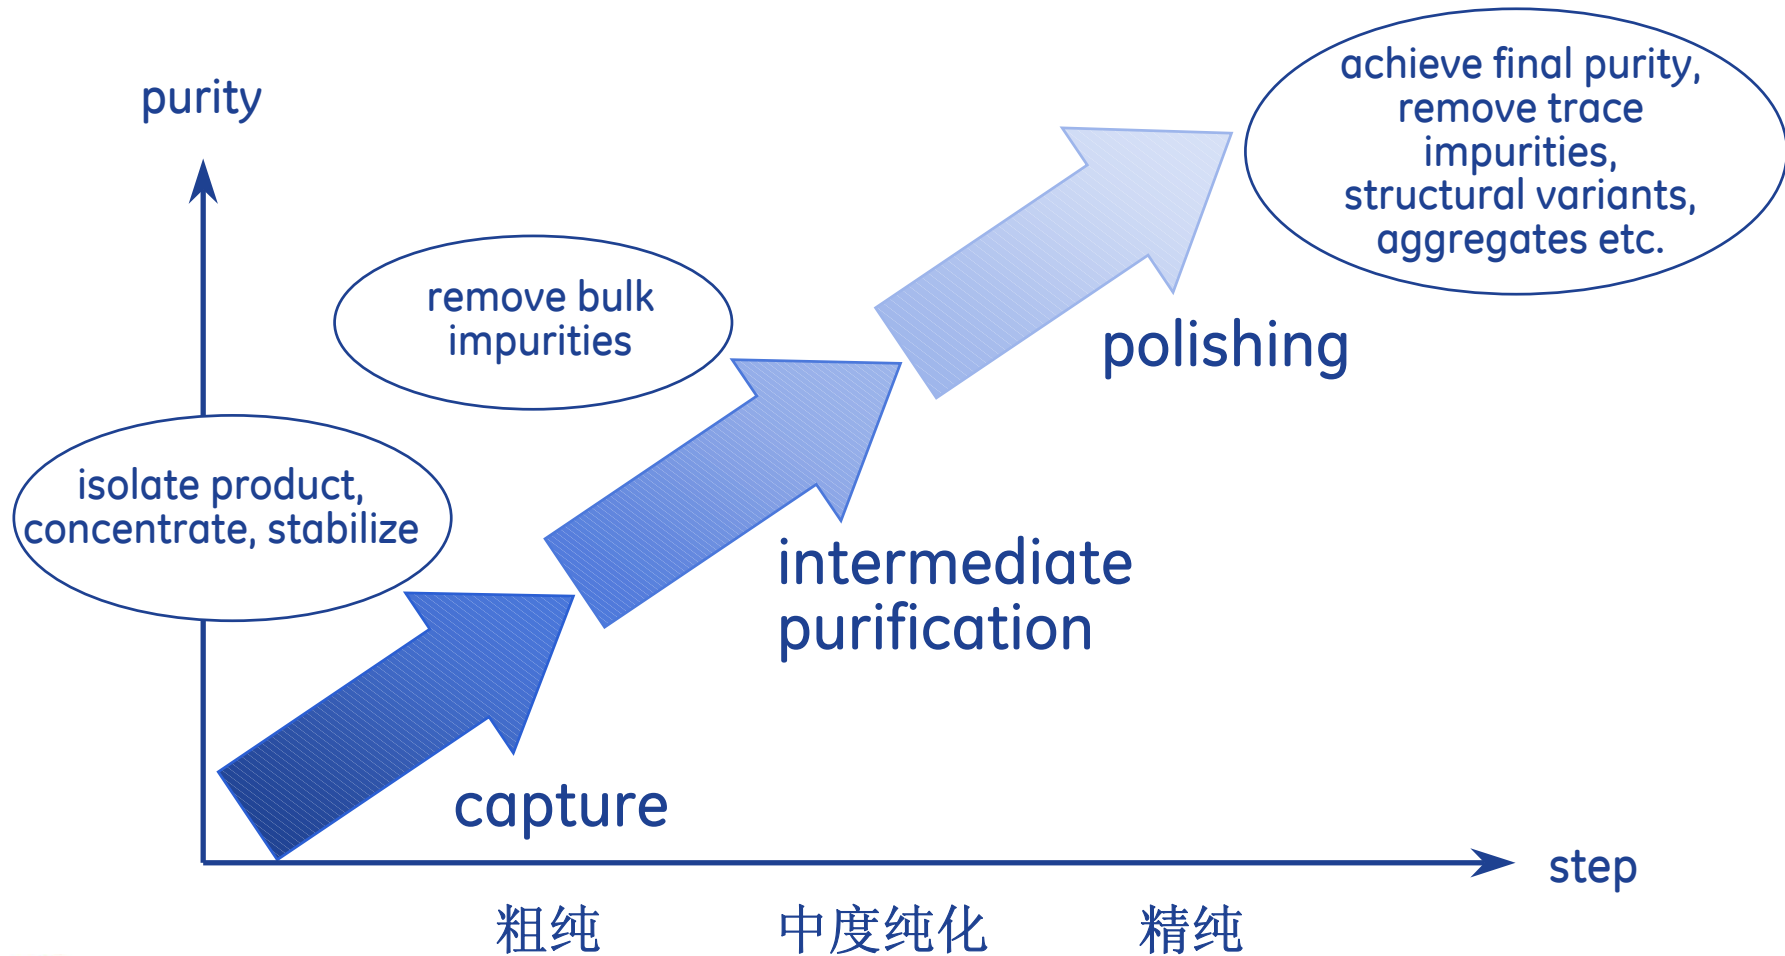 purity
achieve final purity,
remove trace
impurities,
structural variants,
aggregates etc.
remove bulk
impurities
polishing
isolate product,
concentrate, stabilize
intermediate
purification
capture
step
粗纯 中度纯化 精纯